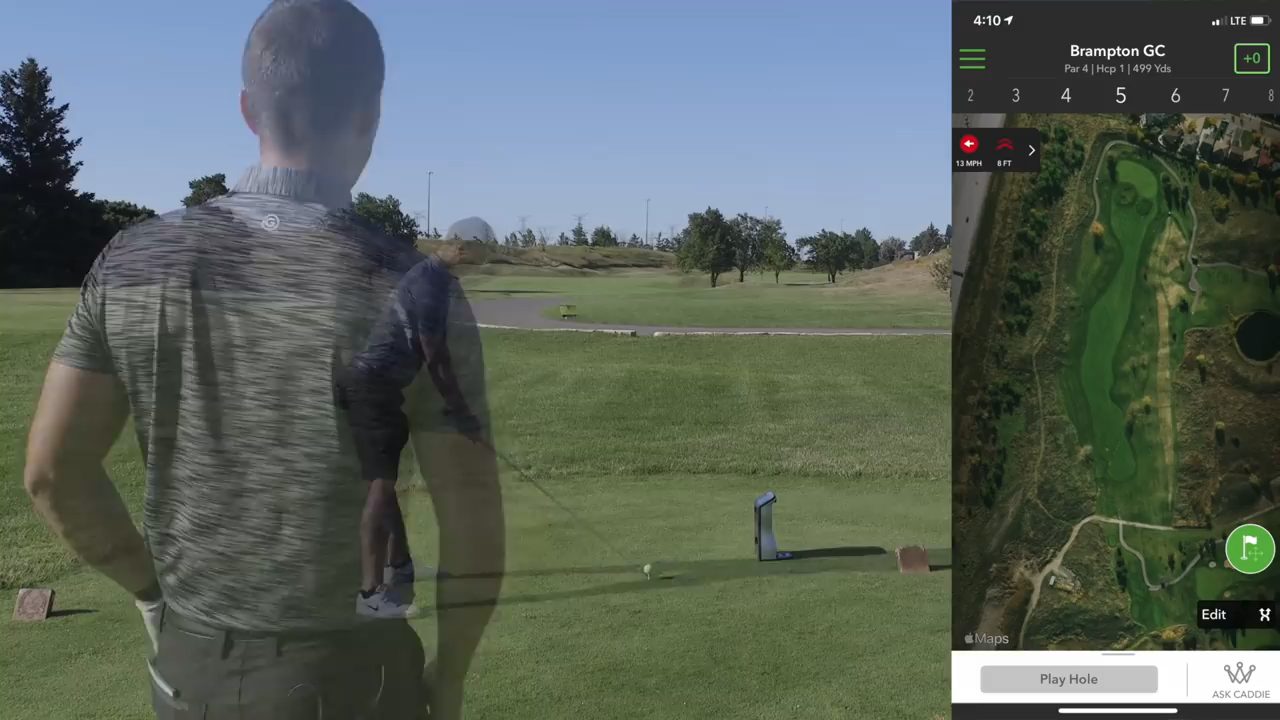 4:10
LTE
Brampton GC
Par 4 | Hcp 1 | 499 Yds
+0
2 3 4 5 6 7 8
13 MPH
8 FT
Edit
Maps
Play Hole
ASK CADDIE